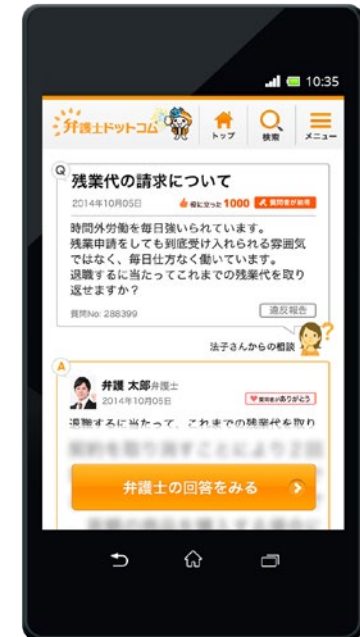 10:35
弁護士ドットコム
トップ
検索
メニュー
Q
残業代の請求について
2014年10月05日
役に立った 1000
質問者が納得
時間外労働を毎日強いられています。
残業申請をしても到底受け入れられる雰囲気
ではなく、毎日仕方なく働いています。
退職するに当たってこれまでの残業代を取り
返せますか?
質問No: 288399
違反報告
法子さんからの相談
A
弁護 太郎弁護士
2014年10月05日
質問者がありがとう
退職するに当たって、これまでの残業代を取り
弁護士の回答をみる